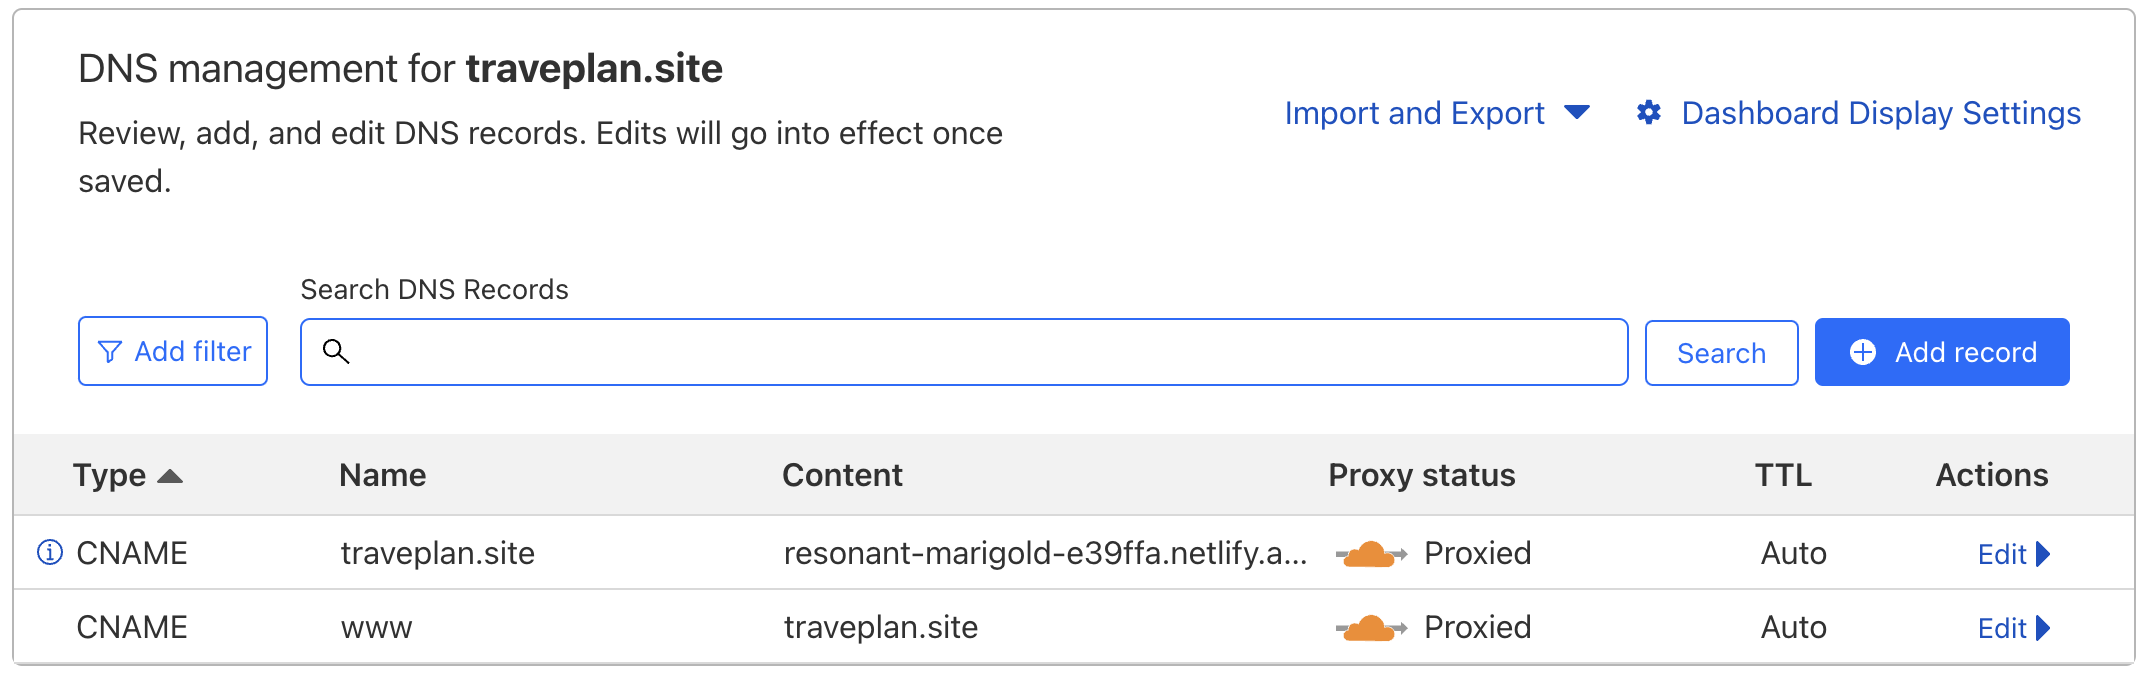 DNS management for traveplan.site
Review, add, and edit DNS records. Edits will go into effect once
saved.
Import and Export
Dashboard Display Settings
Search DNS Records
Add filter
Search
Add record
Type Name Content Proxy status TTL Actions
CNAME traveplan.site resonant-marigold-e39ffa.netlify.a... Proxied Auto Edit
CNAME www traveplan.site Proxied Auto Edit